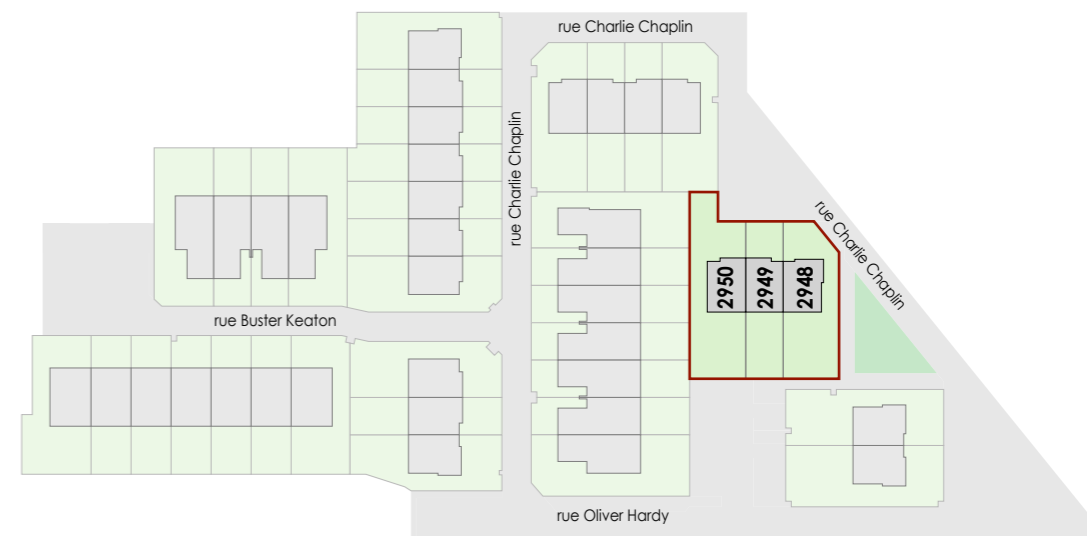 rue Charlie Chaplin
rue Charlie Chaplin
rue Charlie Chaplin
2950
2949
2948
rue Buster Keaton
rue Oliver Hardy